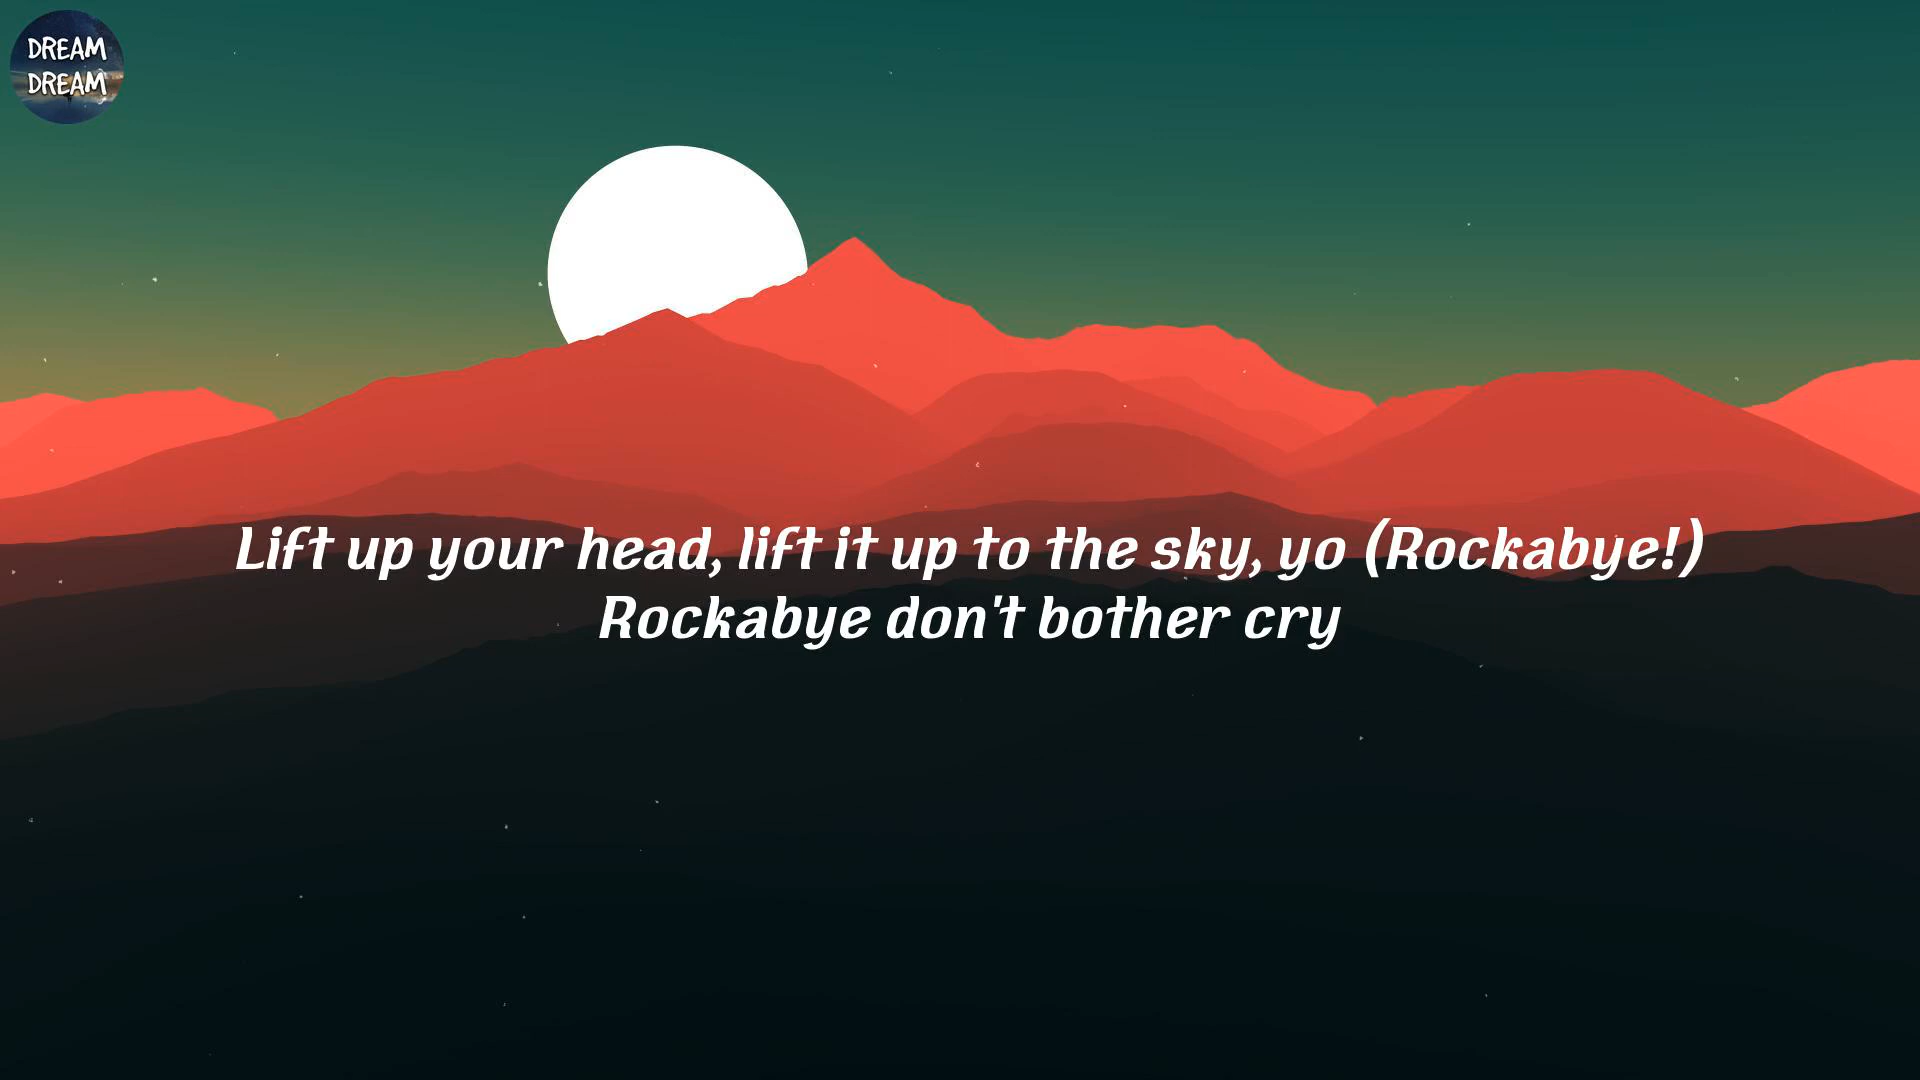 DREAM
DREAM
Lift up your head, lift it up to the sky, yo (Rockabye!)
Rockabye don't bother cry